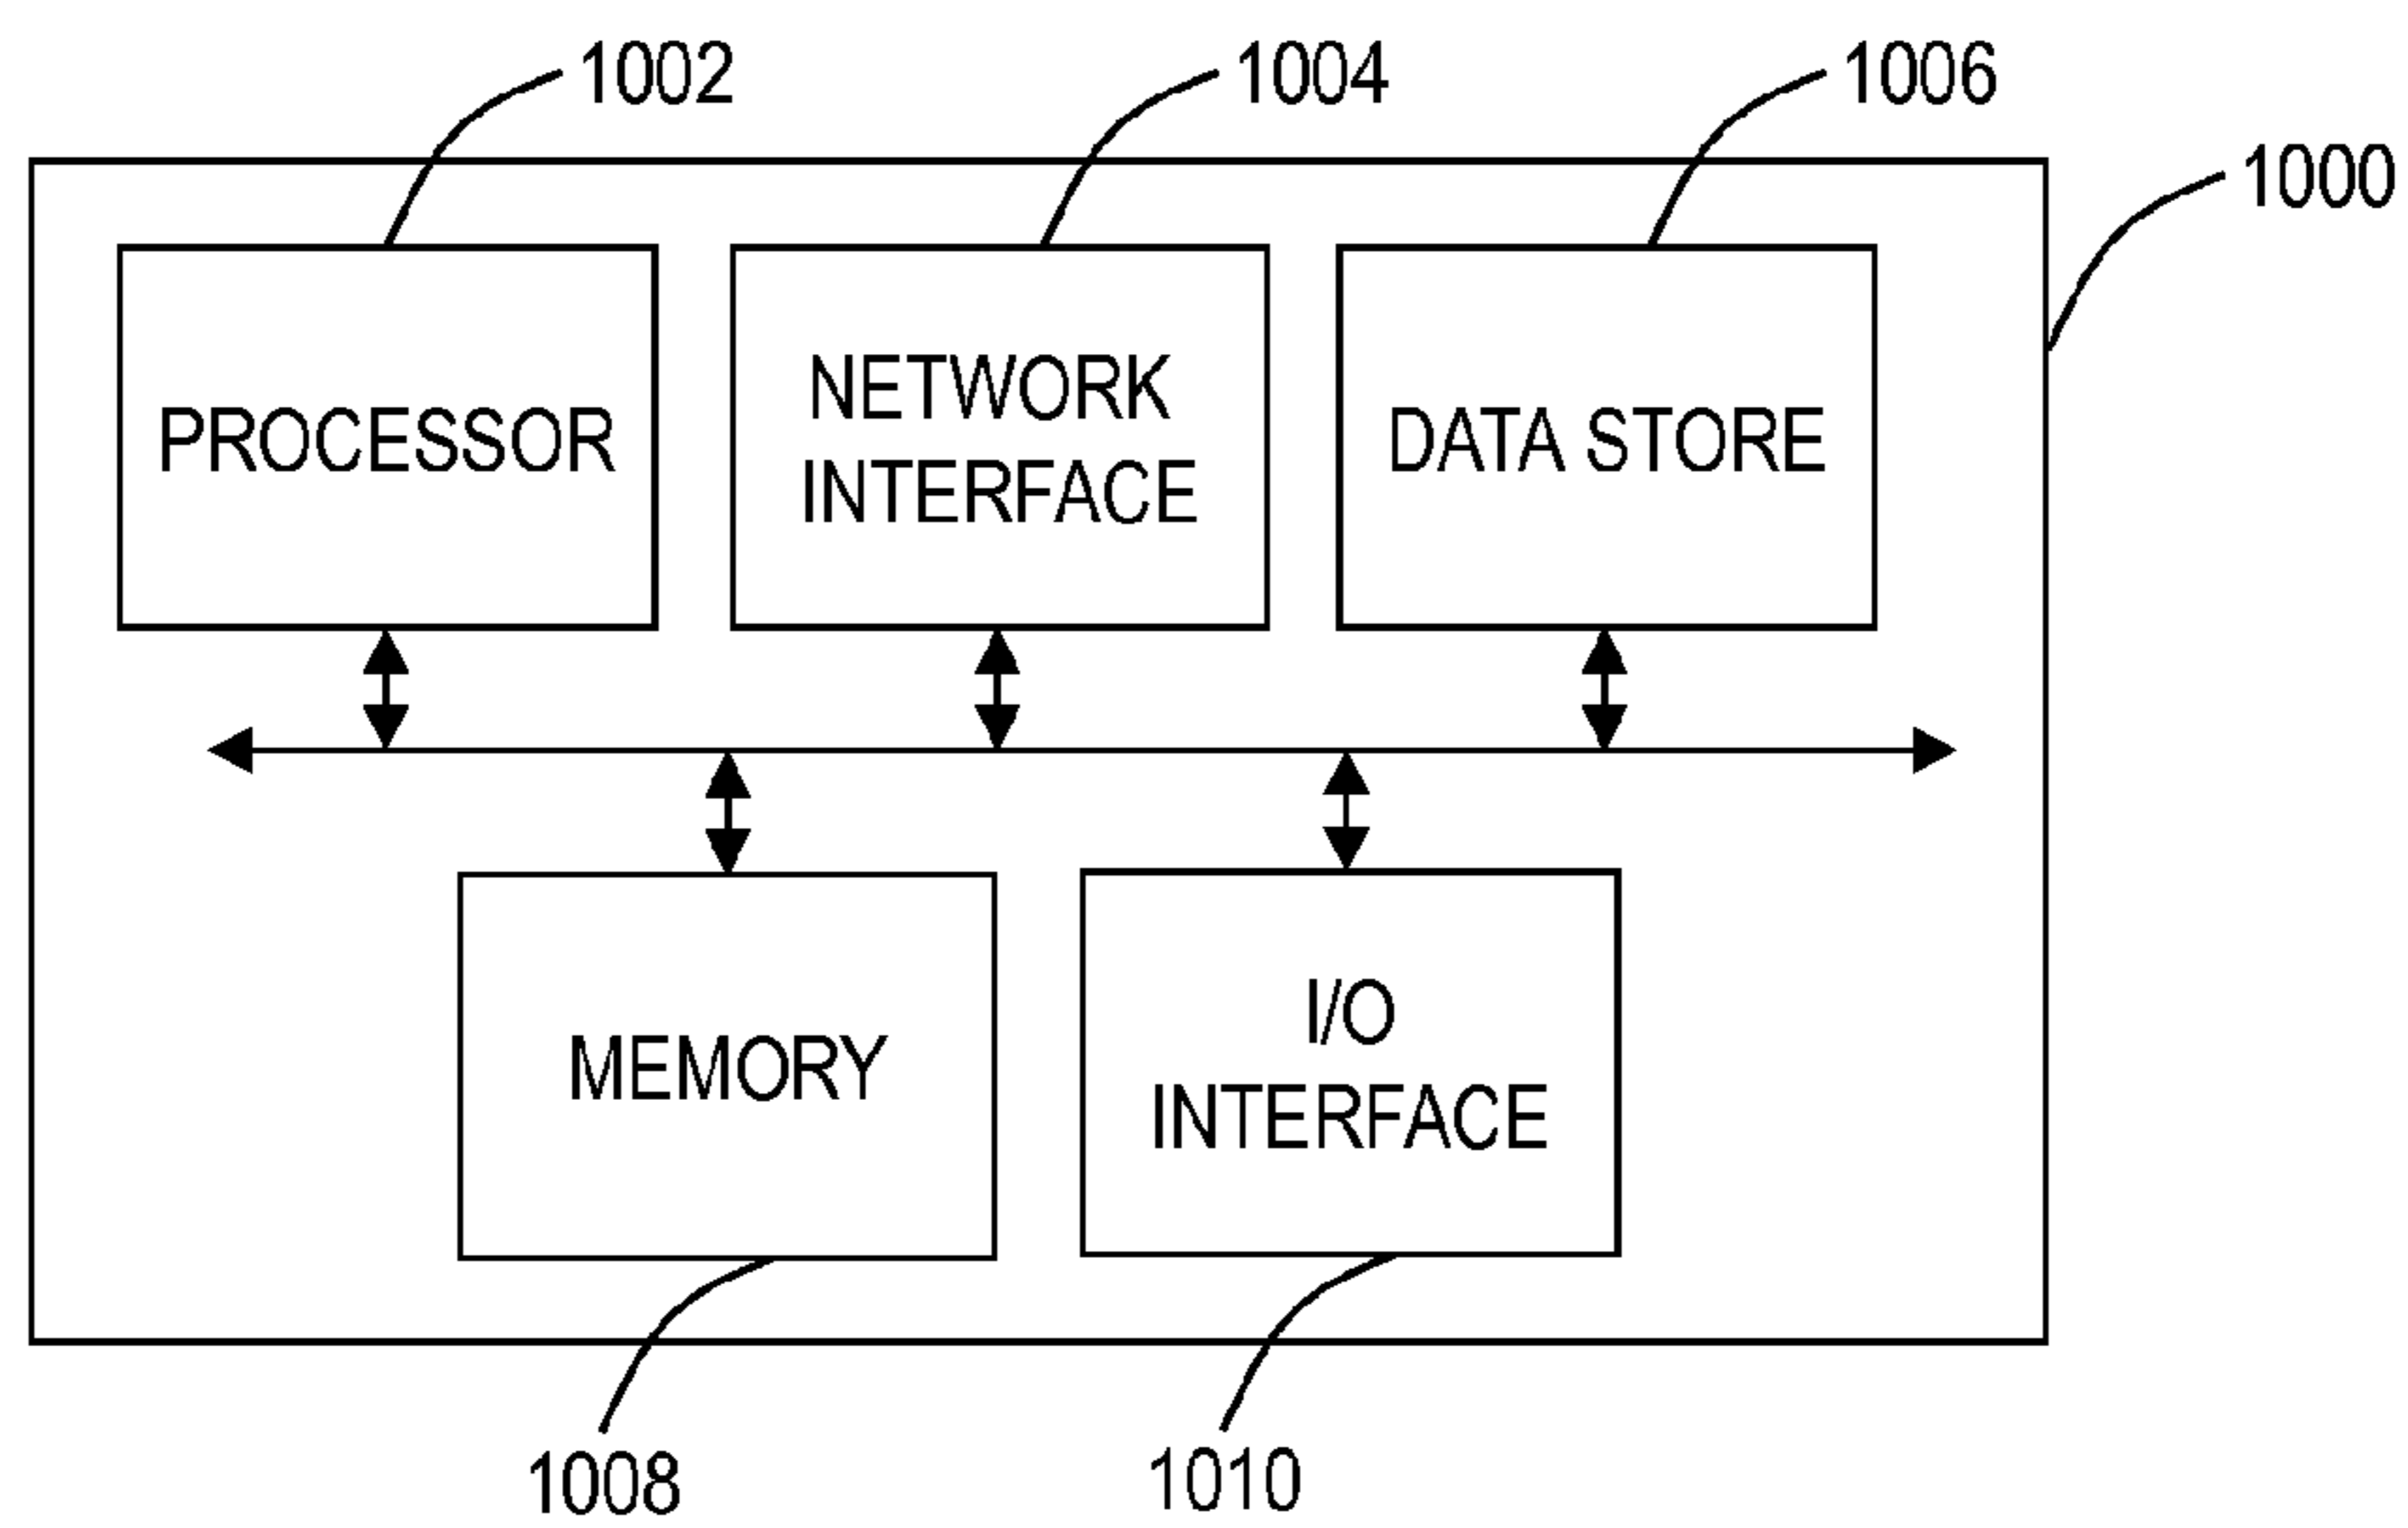 1002
1004
1006
1000
PROCESSOR
NETWORK
INTERFACE
DATA STORE
MEMORY
I/O
INTERFACE
1008
1010